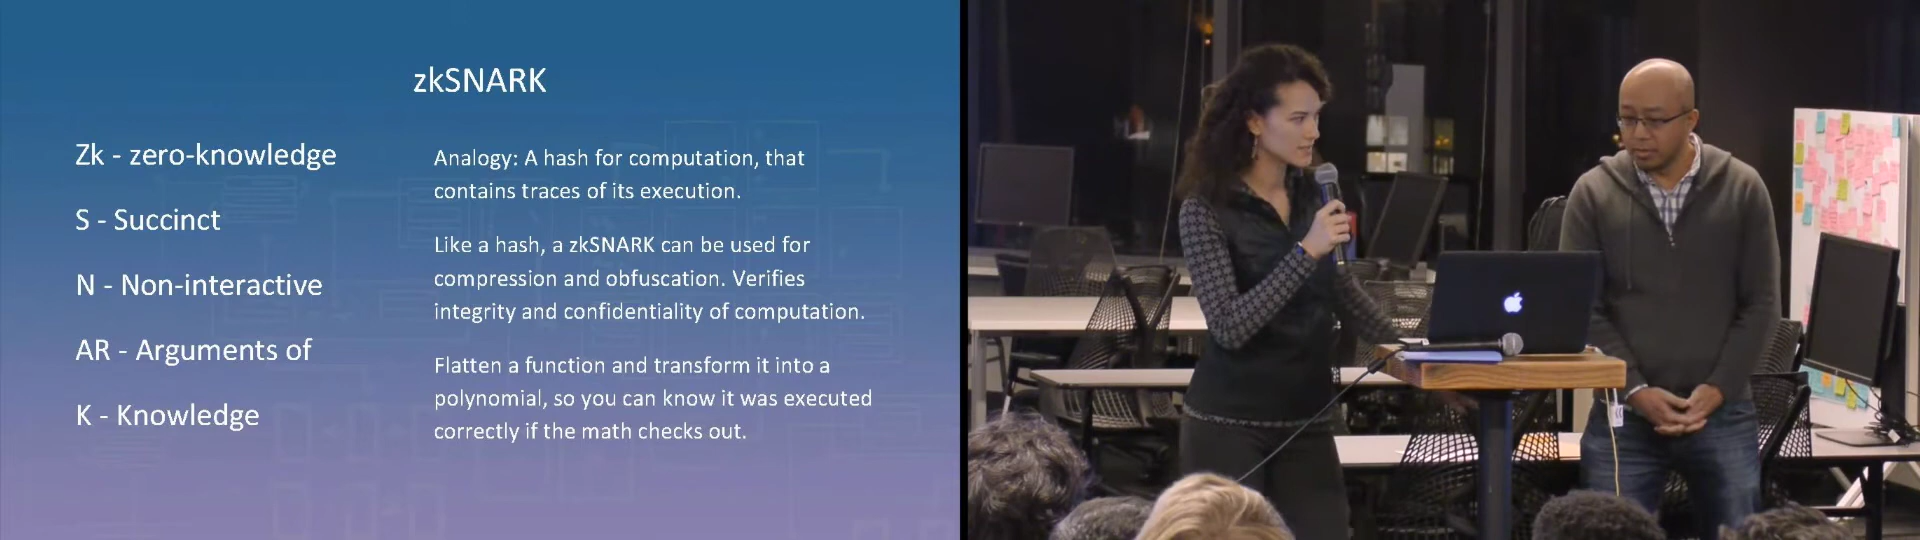 zkSNARK
Zk - zero-knowledge
S - Succinct
N - Non-interactive
AR - Arguments of
K - Knowledge
Analogy: A hash for computation, that
contains traces of its execution.
Like a hash, a zkSNARK can be used for
compression and obfuscation. Verifies
integrity and confidentiality of computation.
Flatten a function and transform it into a
polynomial, so you can know it was executed
correctly if the math checks out.